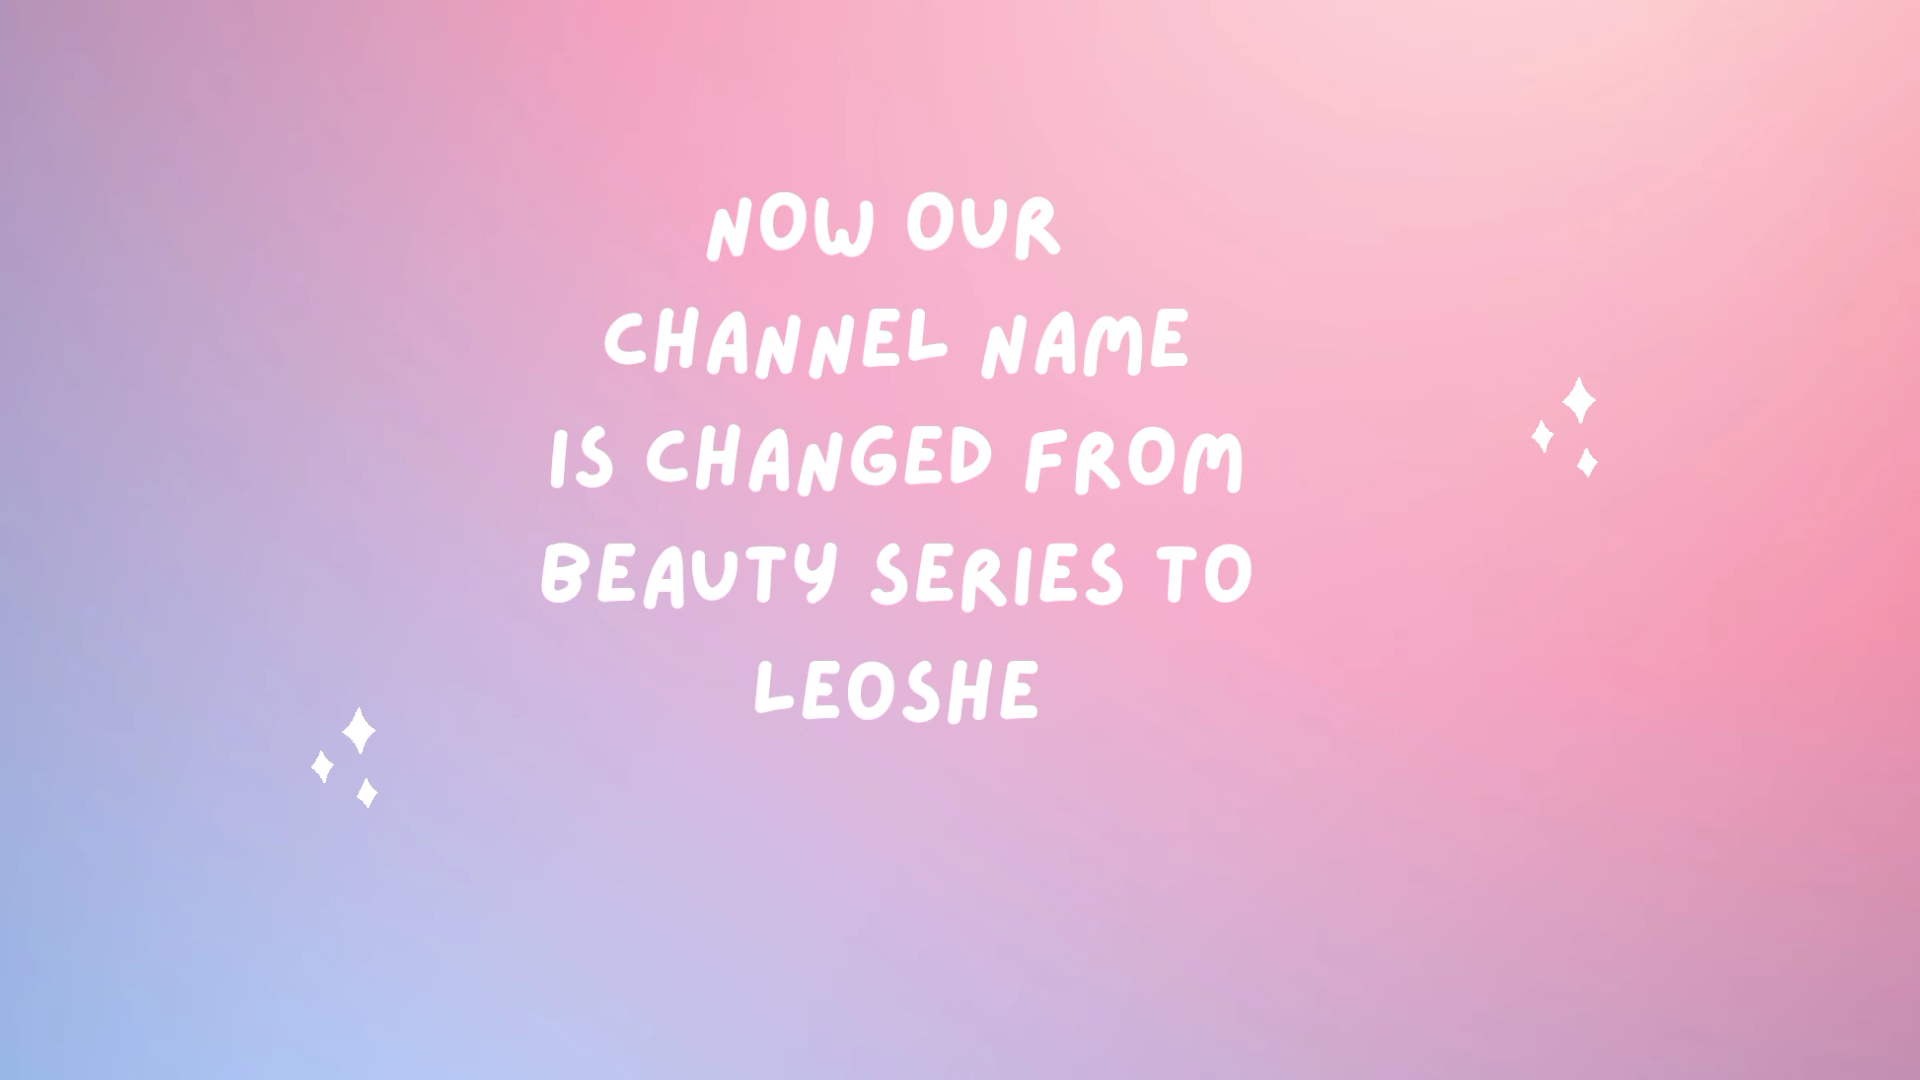 NOW OUR
CHANNEL NAME
IS CHANGED FROM
BEAUTY SERIES TO
LEOSHE